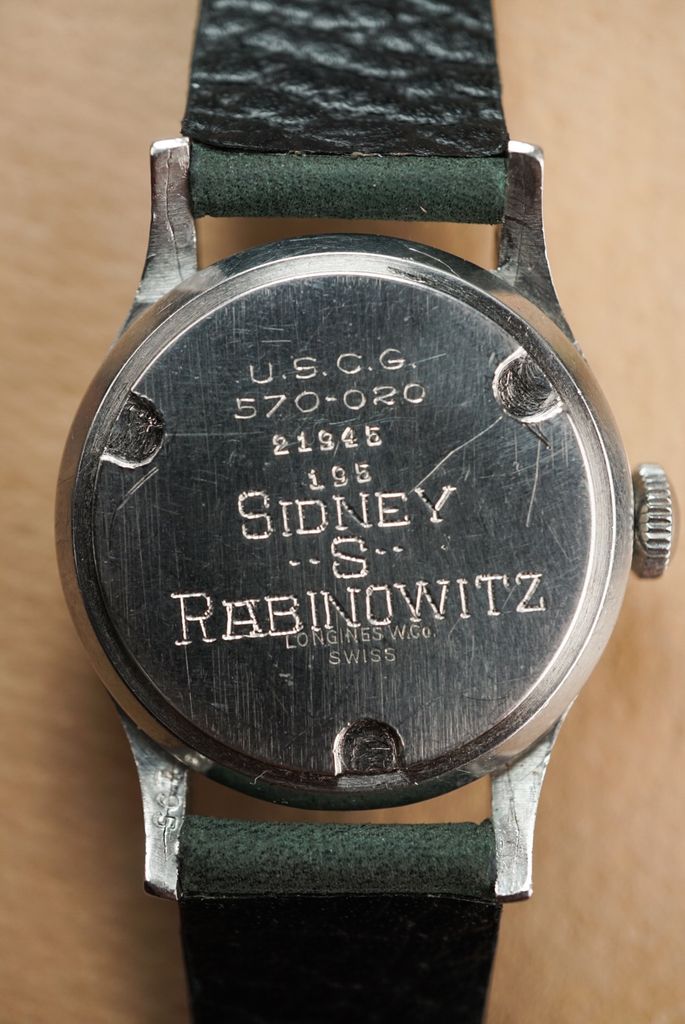 U.S.C.G.
570-020
21945
195
SIDNEY
--S--
RABINOWITZ
LONGINES W.Co.
SWISS